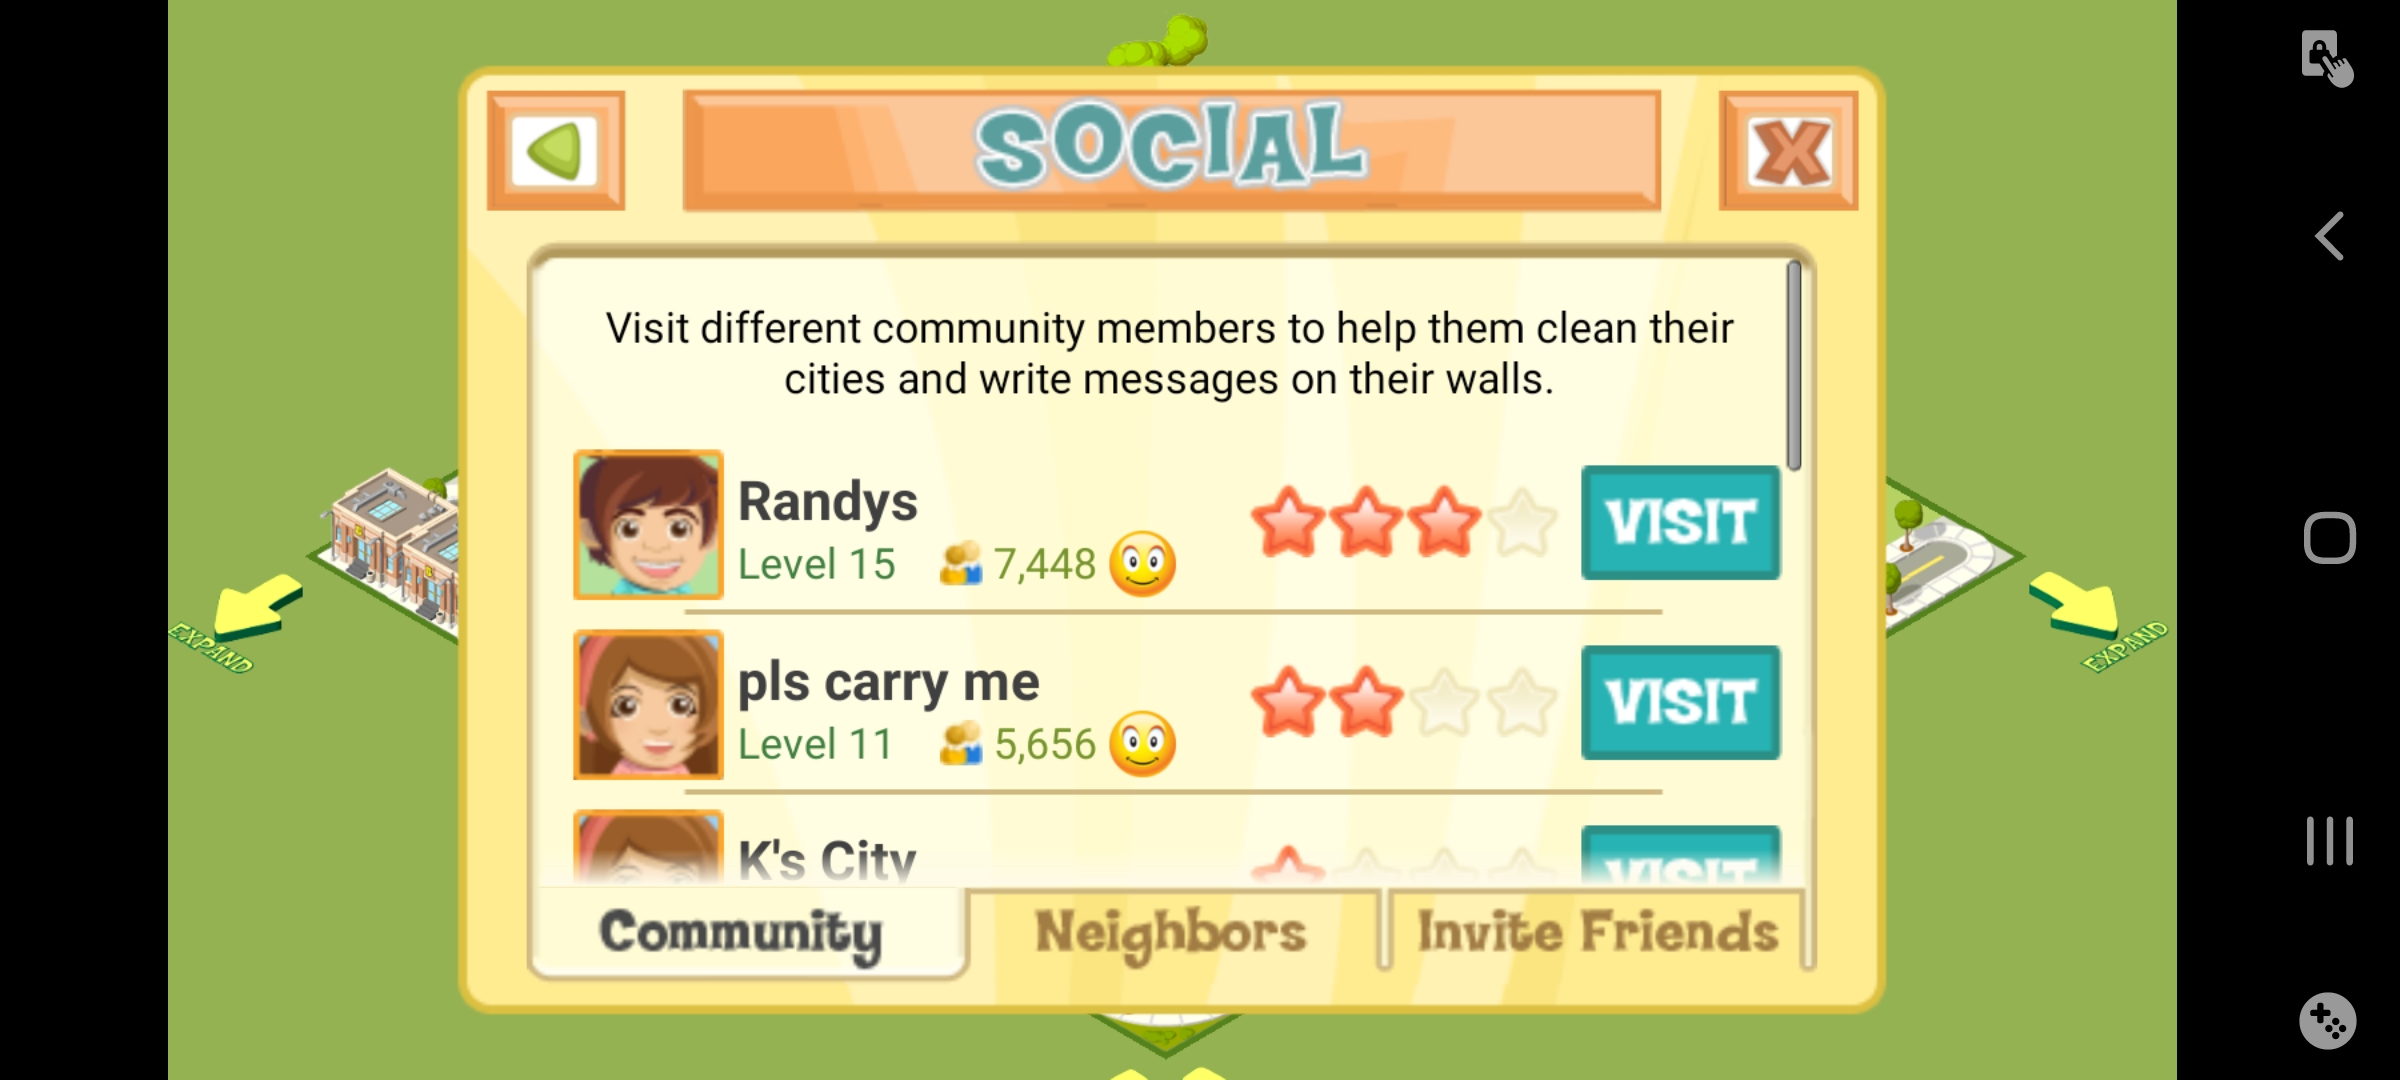 SOCIAL
Visit different community members to help them clean their
cities and write messages on their walls.
Randys
Level 15 7,448
VISIT
pls carry me
Level 11 5,656
VISIT
K's City
VISIT
EXPAND
EXPAND
Community Neighbors Invite Friends